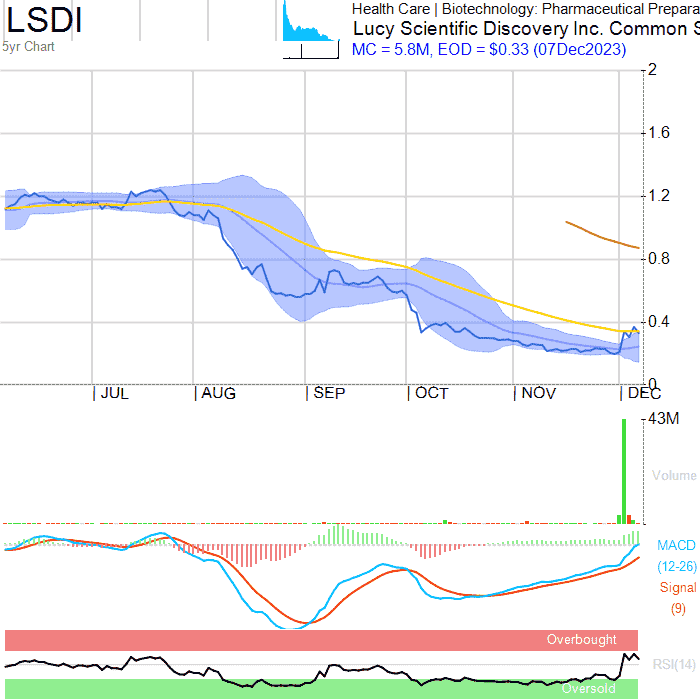 LSDI
5yr Chart
Health Care | Biotechnology: Pharmaceutical Prepara
Lucy Scientific Discovery Inc. Common S
MC = 5.8M, EOD = $0.33 (07Dec2023)
2
1.6
1.2
0.8
0.4
0
JUL AUG SEP OCT NOV DEC
43M
Volume
MACD
(12-26)
Signal
(9)
Overbought
RSI(14)
Oversold